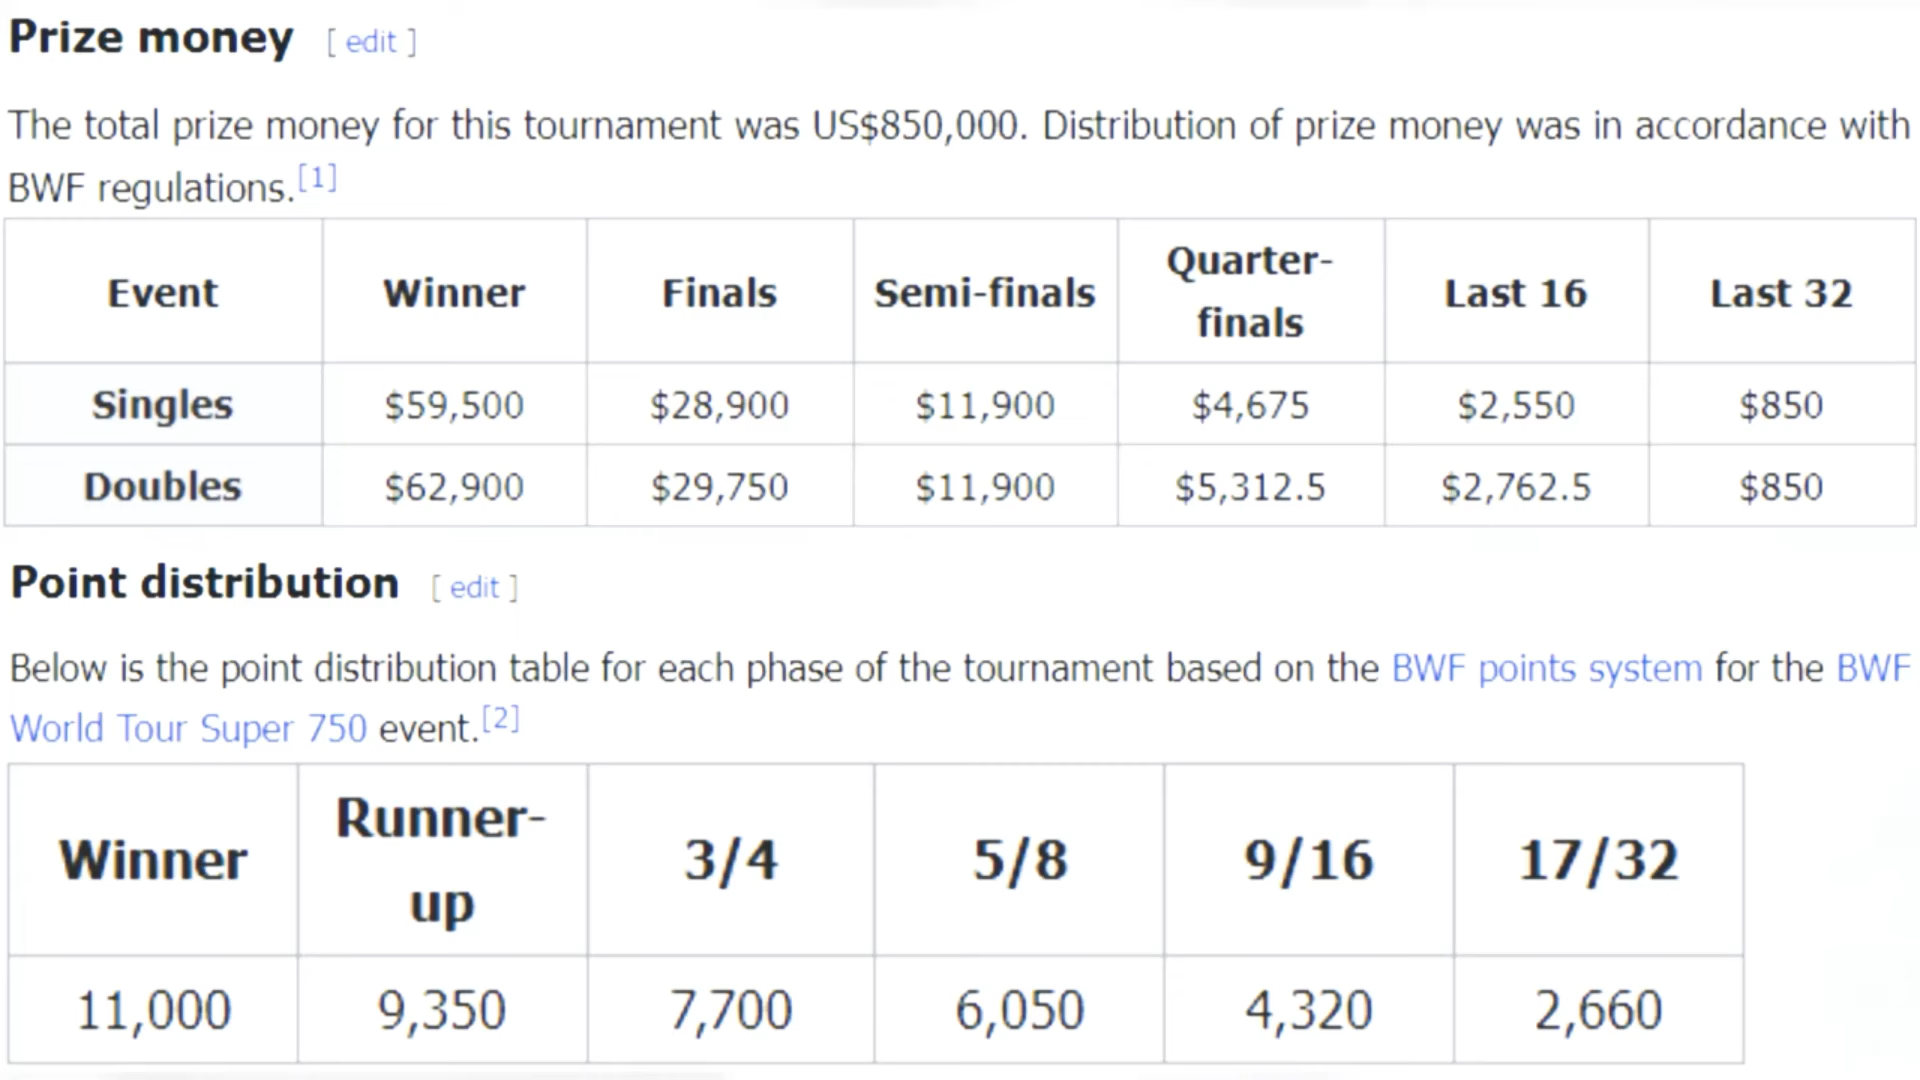 Prize money [ edit ]
The total prize money for this tournament was US$850,000. Distribution of prize money was in accordance with
BWF regulations.[1]
Event Winner Finals Semi-finals Quarter-finals Last 16 Last 32
Singles $59,500 $28,900 $11,900 $4,675 $2,550 $850
Doubles $62,900 $29,750 $11,900 $5,312.5 $2,762.5 $850
Point distribution [ edit ]
Below is the point distribution table for each phase of the tournament based on the BWF points system for the BWF
World Tour Super 750 event.[2]
Winner Runner-up 3/4 5/8 9/16 17/32
11,000 9,350 7,700 6,050 4,320 2,660